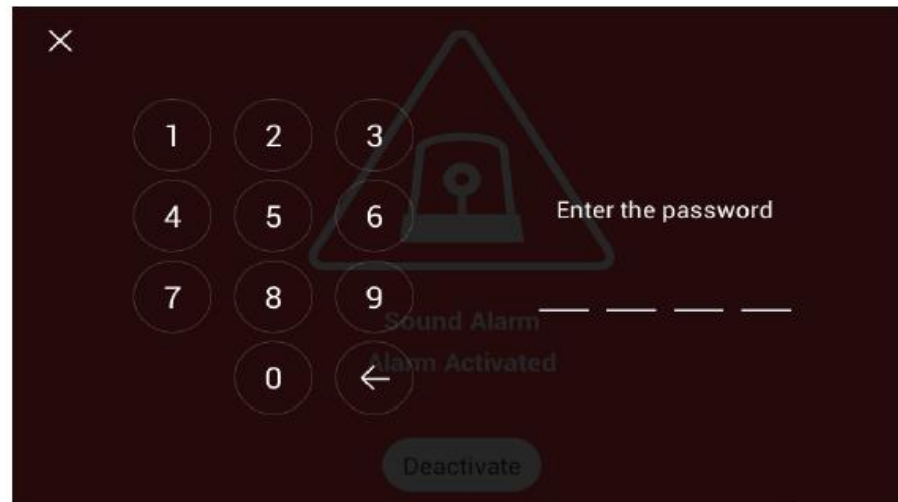 1 2 3
4 5 6
Enter the password
7 8 9
Sound Alarm
Alarm Activated
0
Deactivate